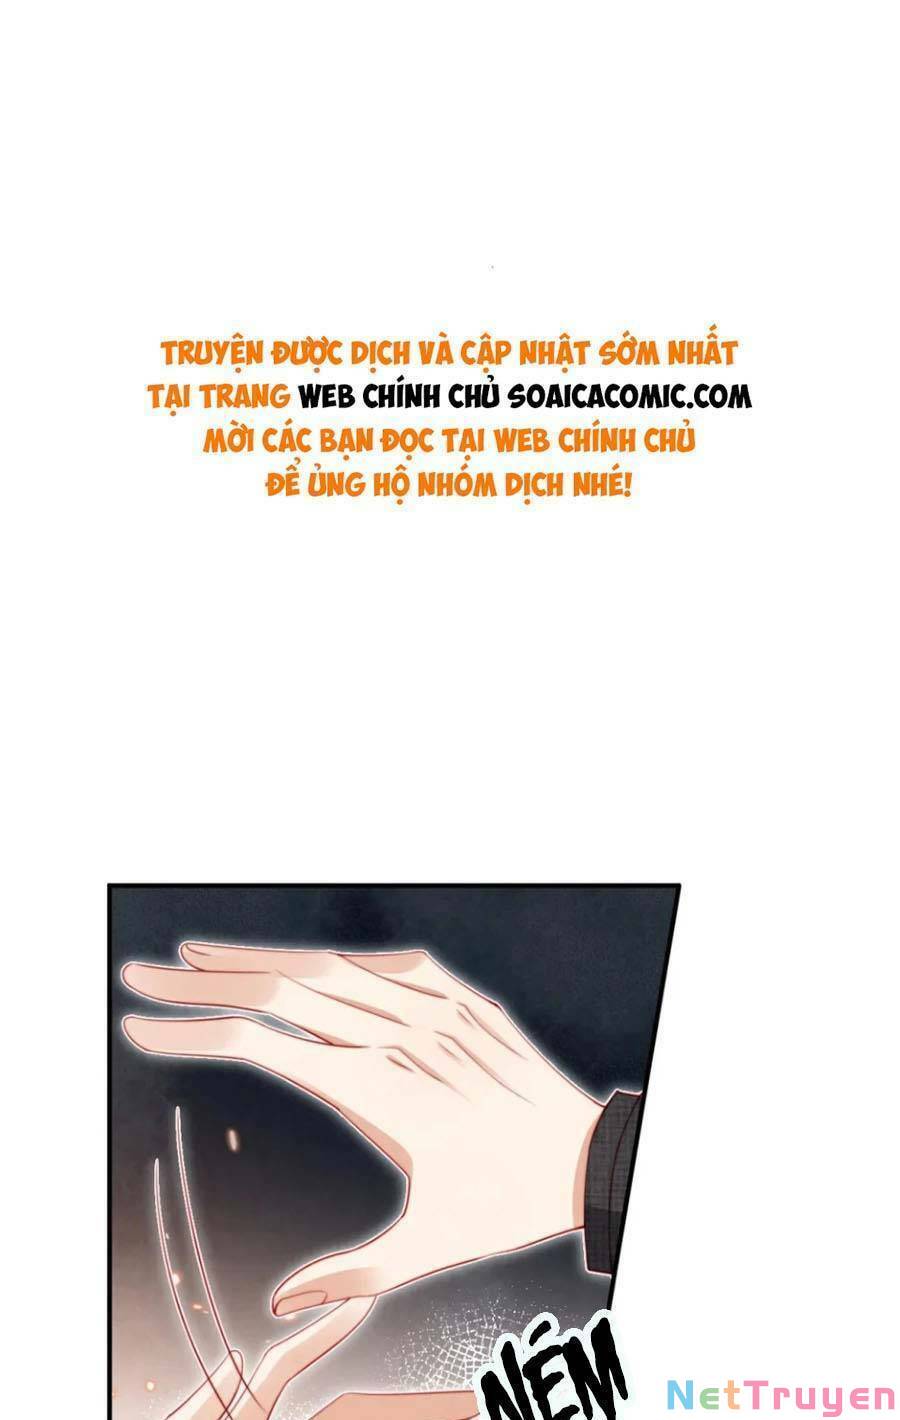 TRUYỆN ĐƯỢC DỊCH VÀ CẬP NHẬT SỚM NHẤT
TẠI TRANG WEB CHÍNH CHỦ SOAICACOMIC.COM
MỜI CÁC BẠN ĐỌC TẠI WEB CHÍNH CHỦ
ĐỂ ỦNG HỘ NHÓM DỊCH NHÉ!
NÉM
NetTruyen